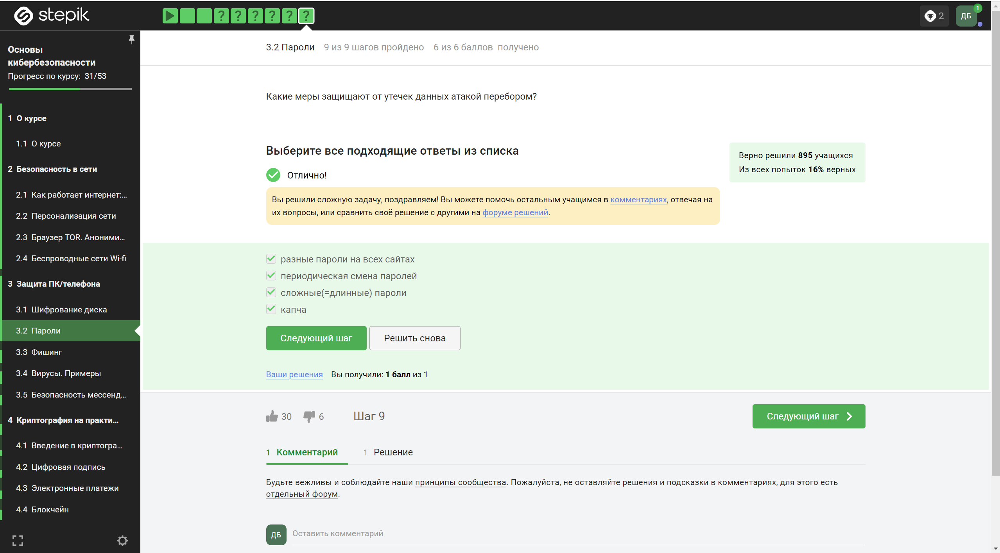 stepik
? ? ? ? ? ?
2
ДБ
1
Основы
кибербезопасности
Прогресс по курсу: 31/53
1 О курсе
1.1 О курсе
2 Безопасность в сети
2.1 Как работает интернет:...
2.2 Персонализация сети
2.3 Браузер TOR. Аноними...
2.4 Беспроводные сети Wi-fi
3 Защита ПК/телефона
3.1 Шифрование диска
3.2 Пароли
3.3 Фишинг
3.4 Вирусы. Примеры
3.5 Безопасность мессенд...
4 Криптография на практи...
4.1 Введение в криптогра...
4.2 Цифровая подпись
4.3 Электронные платежи
4.4 Блокчейн
3.2 Пароли 9 из 9 шагов пройдено 6 из 6 баллов получено
Какие меры защищают от утечек данных атакой перебором?
Выберите все подходящие ответы из списка
Верно решили 895 учащихся
Из всех попыток 16% верных
Отлично!
Вы решили сложную задачу, поздравляем! Вы можете помочь остальным учащимся в комментариях, отвечая на
их вопросы, или сравнить своё решение с другими на форуме решений.
разные пароли на всех сайтах
периодическая смена паролей
сложные(=длинные) пароли
капча
Следующий шаг Решить снова
Ваши решения Вы получили: 1 балл из 1
30 6 Шаг 9 Следующий шаг
1 Комментарий 1 Решение
Будьте вежливы и соблюдайте наши принципы сообщества. Пожалуйста, не оставляйте решения и подсказки в комментариях, для этого есть
отдельный форум.
ДБ Оставить комментарий